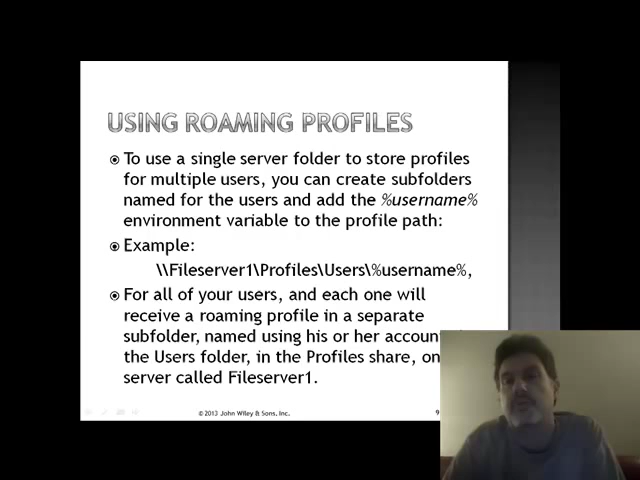 USING ROAMING PROFILES
To use a single server folder to store profiles
for multiple users, you can create subfolders
named for the users and add the %username%
environment variable to the profile path:
Example:
\\Fileserver1\Profiles\Users\%username%,
For all of your users, and each one will
receive a roaming profile in a separate
subfolder, named using his or her account
the Users folder, in the Profiles share, on
server called Fileserver1.
© 2013 John Wiley & Sons, Inc.
9